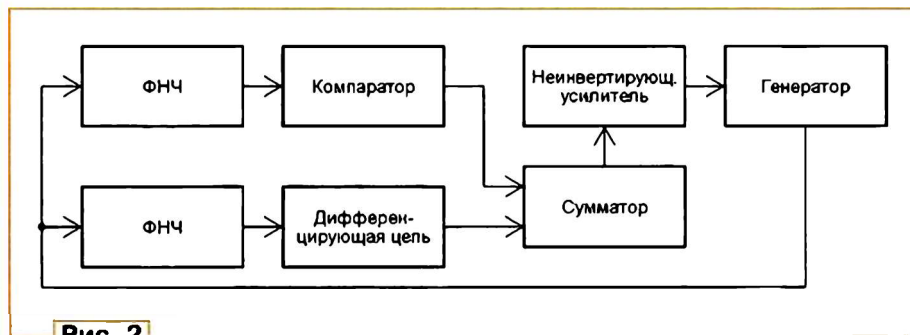 ФНЧ
Компаратор
Неинвертирующ.
усилитель
Генератор
ФНЧ
Дифферен-
цирующая цепь
Сумматор
Рис. 2